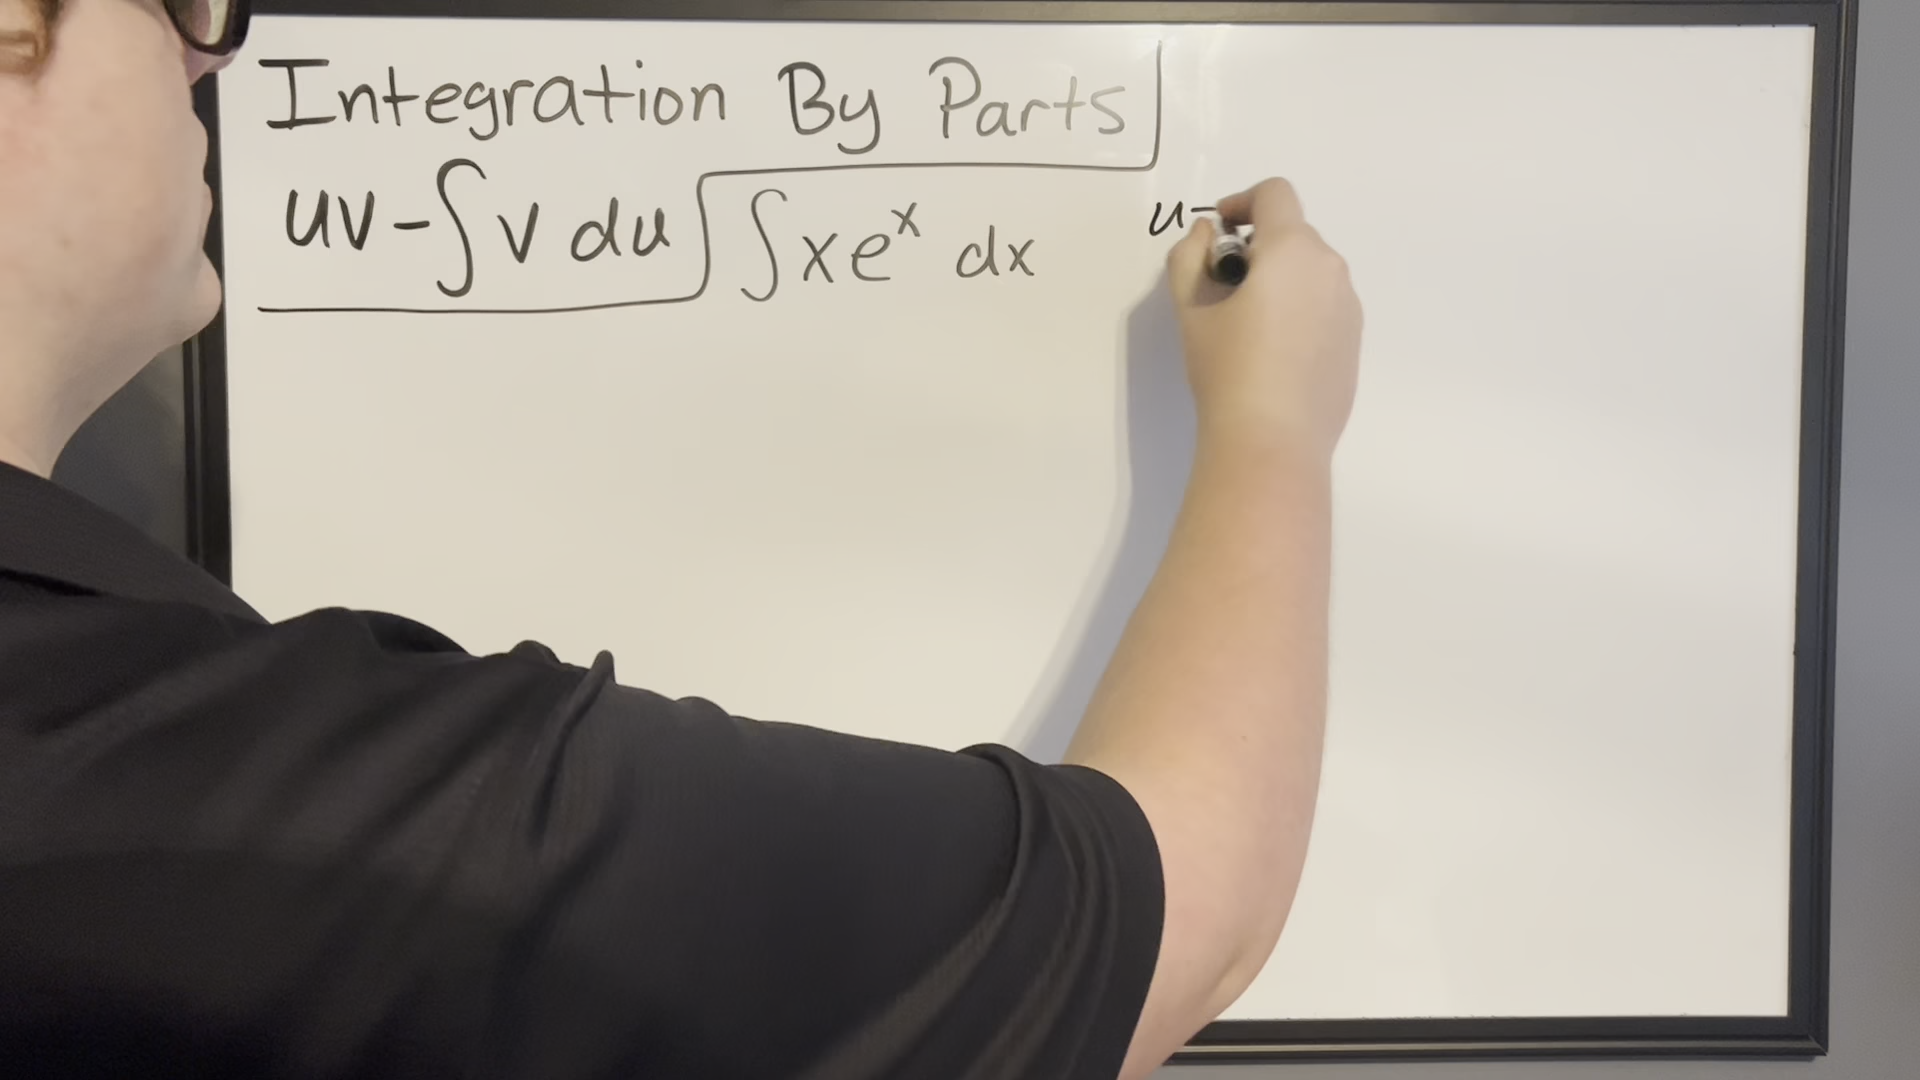 Integration By Parts
uv-∫v du
∫xeˣ dx
u=